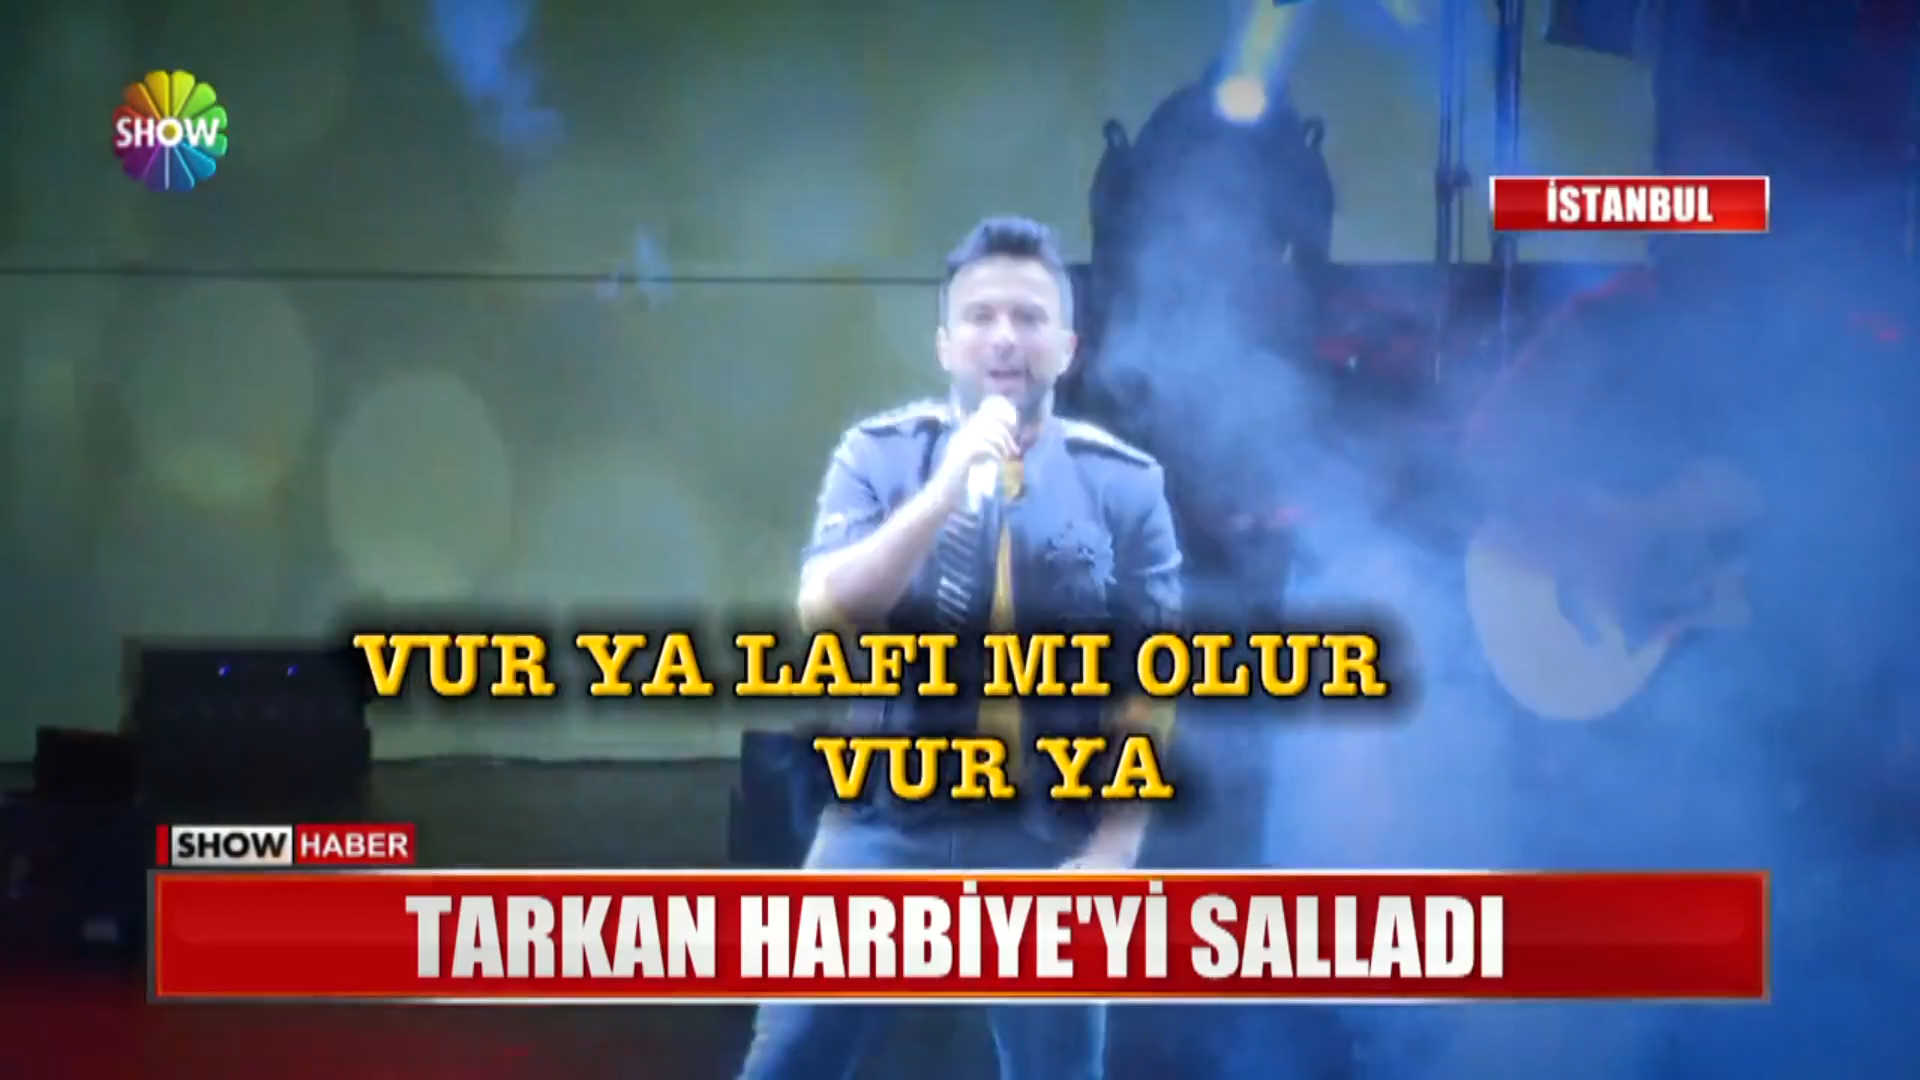 SHOW
İSTANBUL
VUR YA LAFI MI OLUR
VUR YA
SHOW HABER
TARKAN HARBİYE'Yİ SALLADI